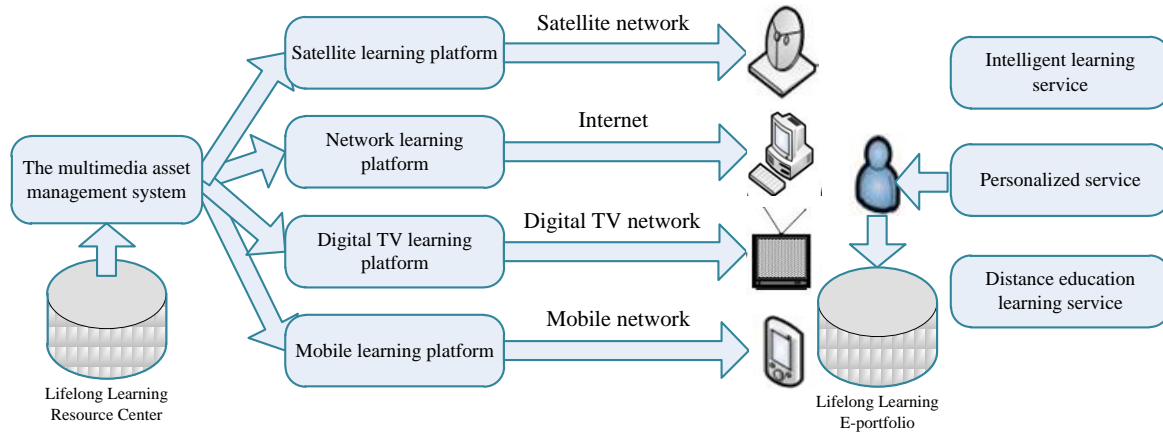 Satellite network
Satellite learning platform
Intelligent learning
service
Internet
Network learning
platform
The multimedia asset
management system
Personalized service
Digital TV network
Digital TV learning
platform
Distance education
learning service
Mobile network
Mobile learning platform
Lifelong Learning
Resource Center
Lifelong Learning
E-portfolio